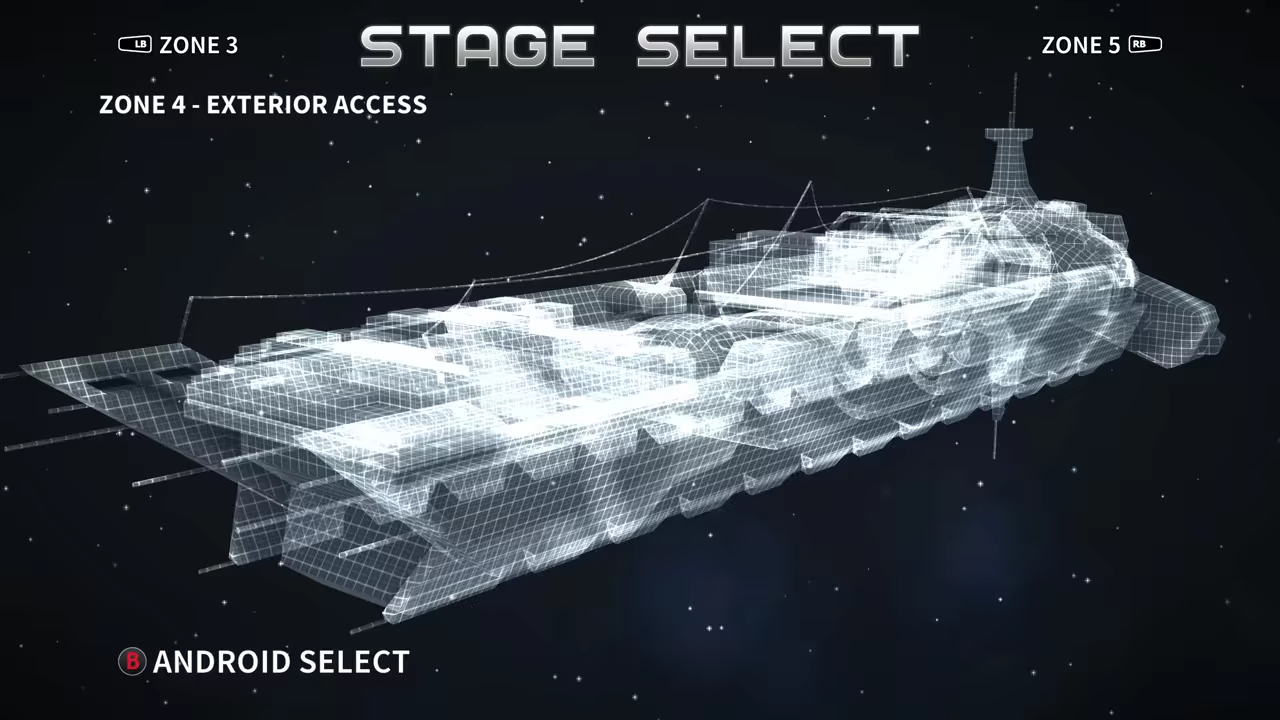 STAGE SELECT
LB ZONE 3
ZONE 5 RB
ZONE 4 - EXTERIOR ACCESS
B ANDROID SELECT